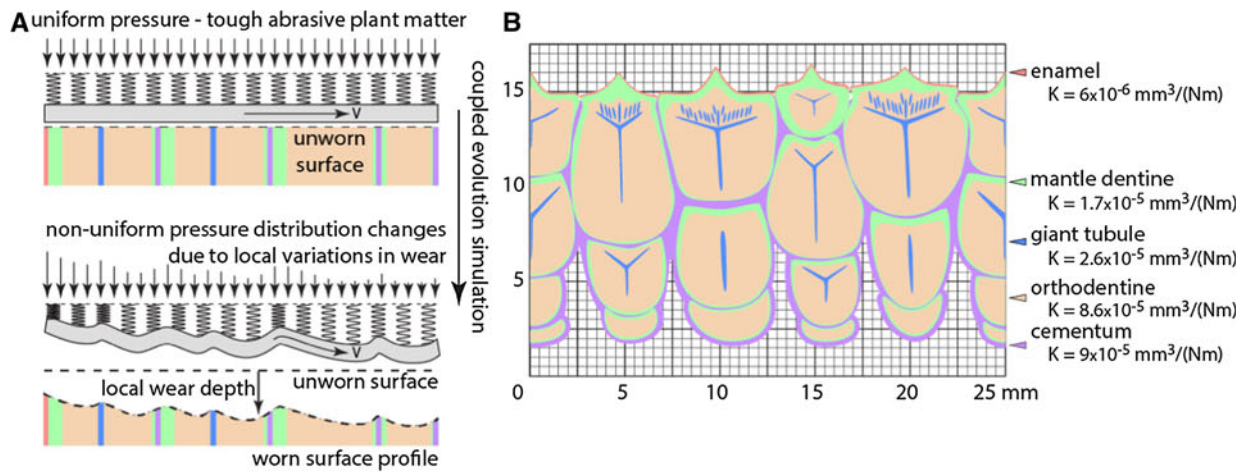 A
uniform pressure - tough abrasive plant matter
v
unworn
surface
coupled evolution simulation
non-uniform pressure distribution changes
due to local variations in wear
v
local wear depth
unworn surface
worn surface profile
B
15
10
5
0
5
10
15
20
25 mm
enamel
K = 6x10⁻⁶ mm³/(Nm)
mantle dentine
K = 1.7x10⁻⁵ mm³/(Nm)
giant tubule
K = 2.6x10⁻⁵ mm³/(Nm)
orthodentine
K = 8.6x10⁻⁵ mm³/(Nm)
cementum
K = 9x10⁻⁵ mm³/(Nm)